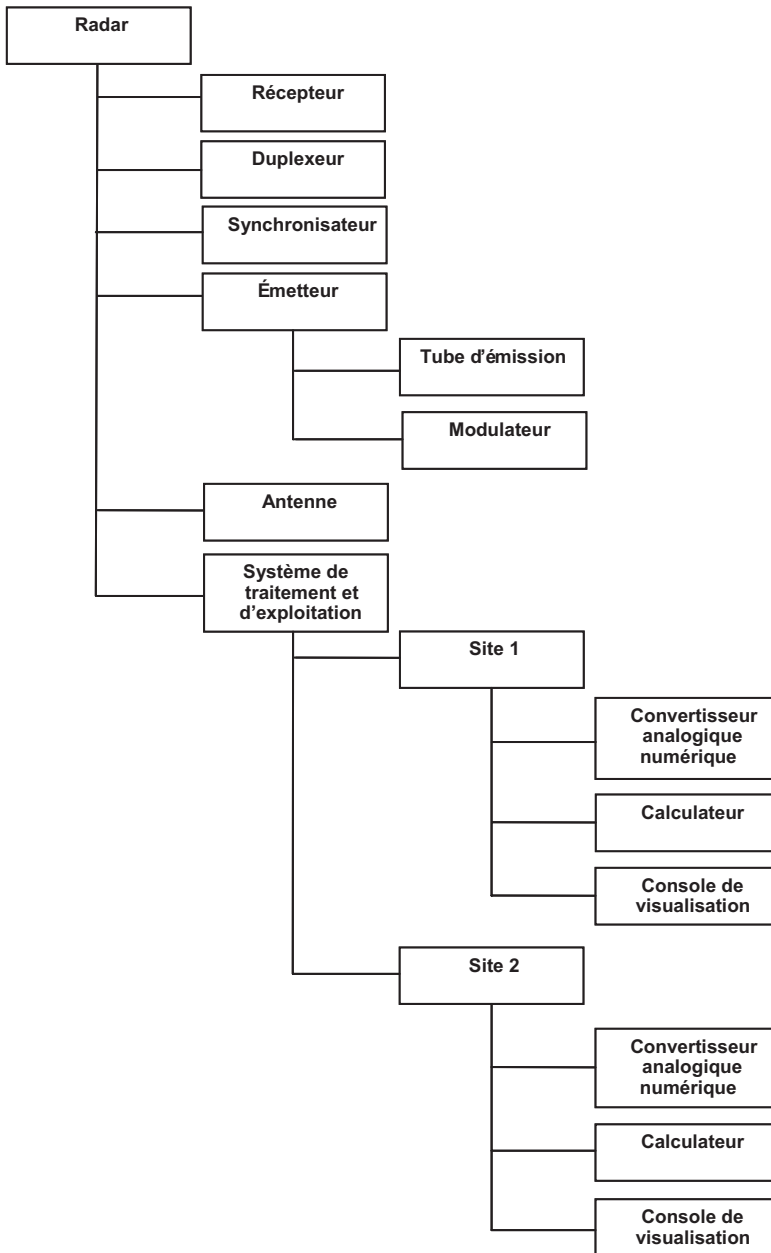 Radar
Récepteur
Duplexeur
Synchronisateur
Émetteur
Tube d'émission
Modulateur
Antenne
Système de
traitement et
d'exploitation
Site 1
Convertisseur
analogique
numérique
Calculateur
Console de
visualisation
Site 2
Convertisseur
analogique
numérique
Calculateur
Console de
visualisation